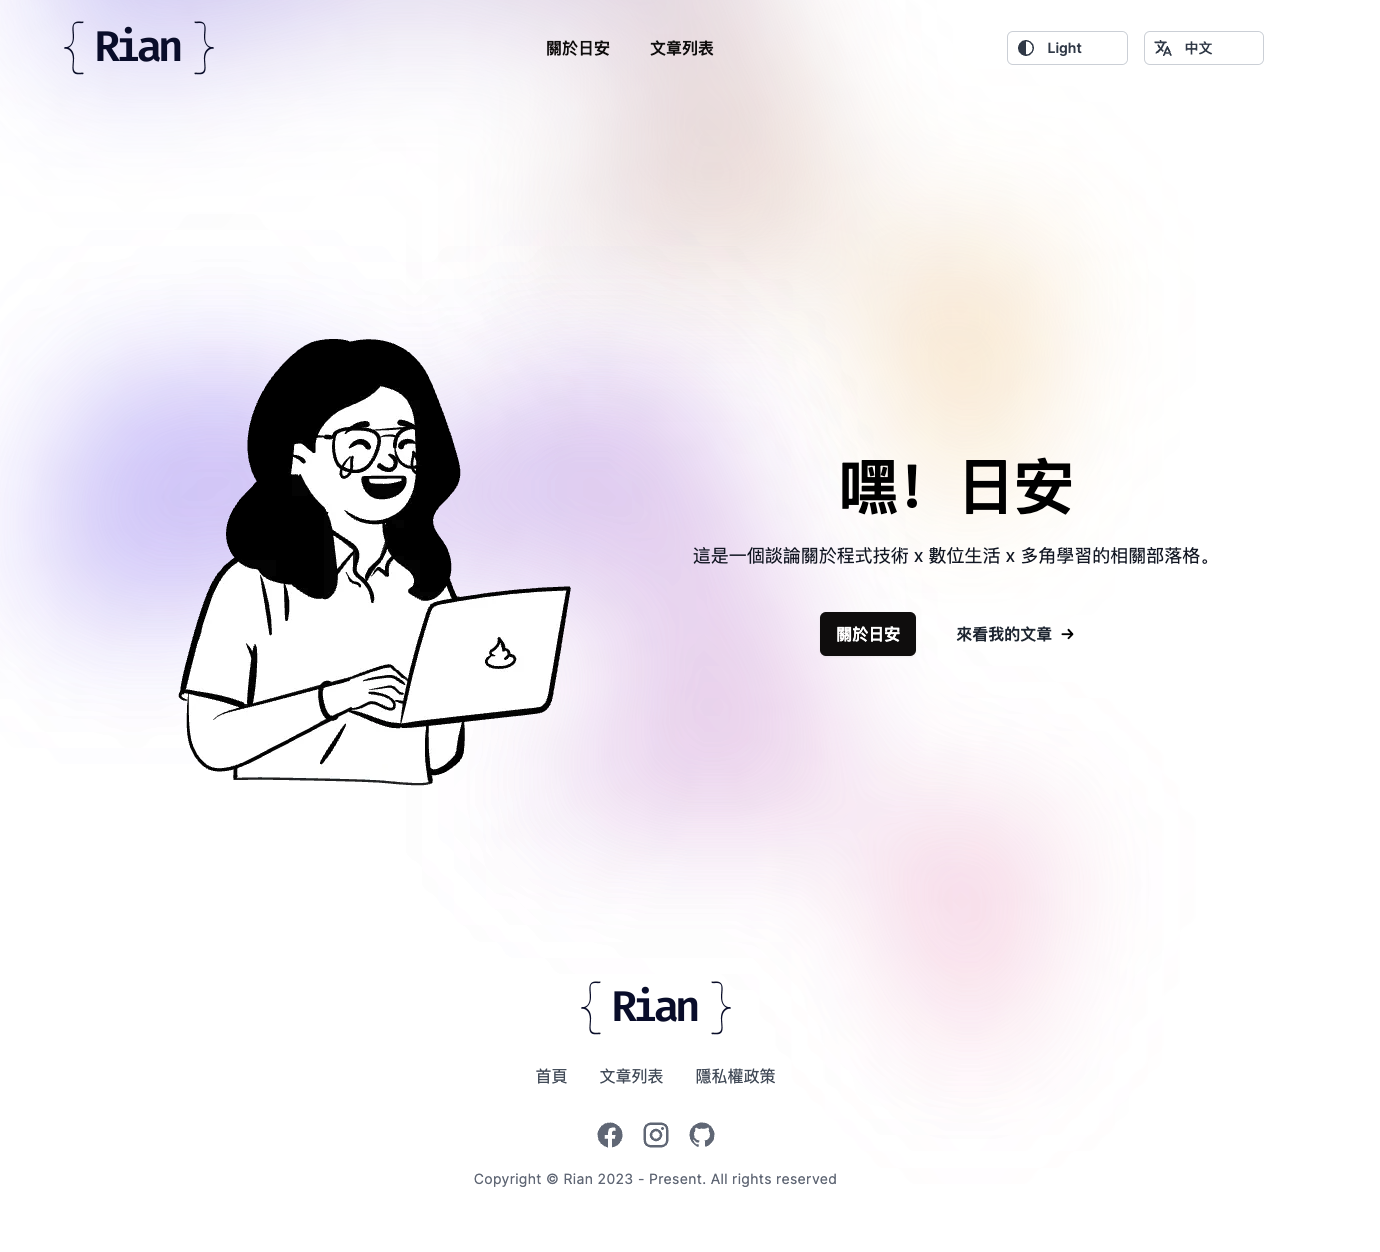 { Rian }
關於日安
文章列表
Light
中文
嘿! 日安
這是一個談論關於程式技術 x 數位生活 x 多角學習的相關部落格。
關於日安
來看我的文章 →
{ Rian }
首頁
文章列表
隱私權政策
Copyright © Rian 2023 - Present. All rights reserved